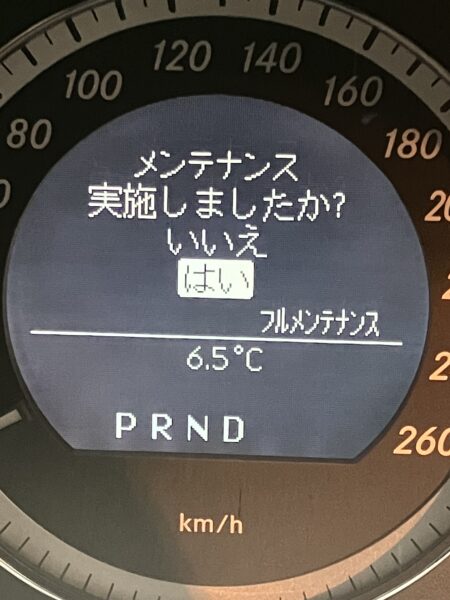 80
100
120
140
160
180
260
メンテナンス
実施しましたか?
いいえ
はい
フルメンテナンス
6.5°C
P R N D
km/h